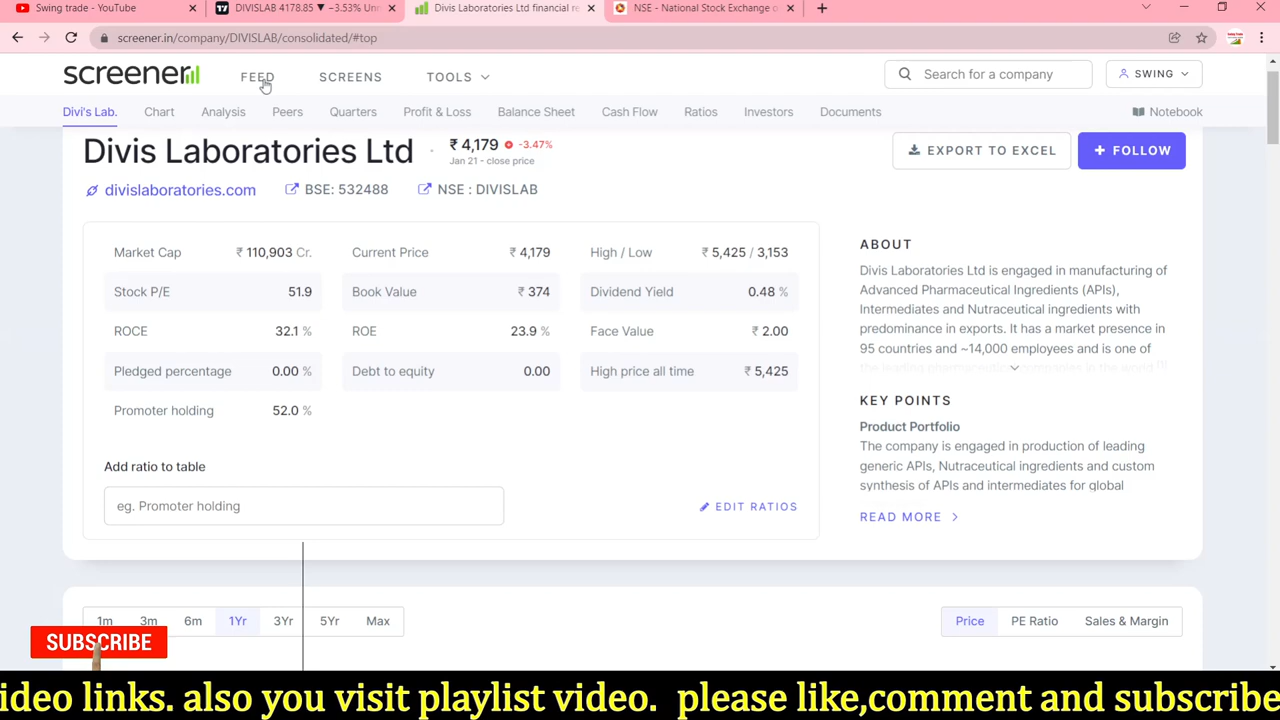 Swing trade - YouTube
DIVISLAB 4178.85 ▼ −3.53% Unn
Divis Laboratories Ltd financial re
NSE - National Stock Exchange o
screener.in/company/DIVISLAB/consolidated/#top
screener
FEED
SCREENS
TOOLS
Search for a company
SWING
Divi's Lab.
Chart
Analysis
Peers
Quarters
Profit & Loss
Balance Sheet
Cash Flow
Ratios
Investors
Documents
Notebook
Divis Laboratories Ltd
₹ 4,179 -3.47%
Jan 21 - close price
EXPORT TO EXCEL
+ FOLLOW
divislaboratories.com
BSE: 532488
NSE : DIVISLAB
Market Cap ₹ 110,903 Cr.
Current Price ₹ 4,179
High / Low ₹ 5,425 / 3,153
Stock P/E 51.9
Book Value ₹ 374
Dividend Yield 0.48 %
ROCE 32.1 %
ROE 23.9 %
Face Value ₹ 2.00
Pledged percentage 0.00 %
Debt to equity 0.00
High price all time ₹ 5,425
Promoter holding 52.0 %
Add ratio to table
eg. Promoter holding
EDIT RATIOS
ABOUT
Divis Laboratories Ltd is engaged in manufacturing of
Advanced Pharmaceutical Ingredients (APIs),
Intermediates and Nutraceutical ingredients with
predominance in exports. It has a market presence in
95 countries and ~14,000 employees and is one of
the leading pharmaceutical companies in the world
KEY POINTS
Product Portfolio
The company is engaged in production of leading
generic APIs, Nutraceutical ingredients and custom
synthesis of APIs and intermediates for global
READ MORE
1m
3m
6m
1Yr
3Yr
5Yr
Max
Price
PE Ratio
Sales & Margin
SUBSCRIBE
ideo links. also you visit playlist video. please like,comment and subscribe